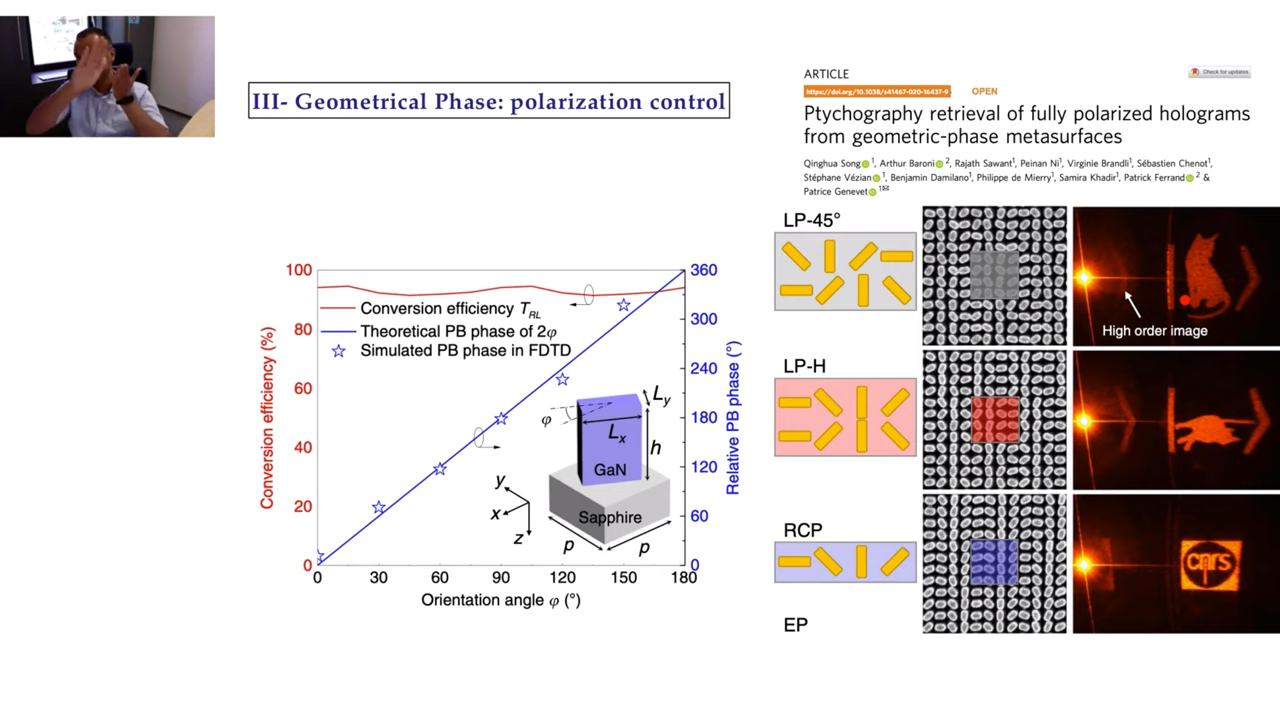 III- Geometrical Phase: polarization control
ARTICLE
Check for updates
https://doi.org/10.1038/s41467-020-16437-9
OPEN
Ptychography retrieval of fully polarized holograms
from geometric-phase metasurfaces
Qinghua Song 1, Arthur Baroni 2, Rajath Sawant1, Peinan Ni1, Virginie Brandli1, Sébastien Chenot1,
Stéphane Vézian 1, Benjamin Damilano1, Philippe de Mierry1, Samira Khadir1, Patrick Ferrand 2 &
Patrice Genevet 1✉
Conversion efficiency (%)
100
80
60
40
20
0
Conversion efficiency TRL
Theoretical PB phase of 2φ
Simulated PB phase in FDTD
φ
Lx
Ly
h
GaN
Sapphire
p
p
y
x
z
360
300
240
180
120
60
0
Relative PB phase (°)
0 30 60 90 120 150 180
Orientation angle φ (°)
LP-45°
High order image
LP-H
RCP
cnrs
EP